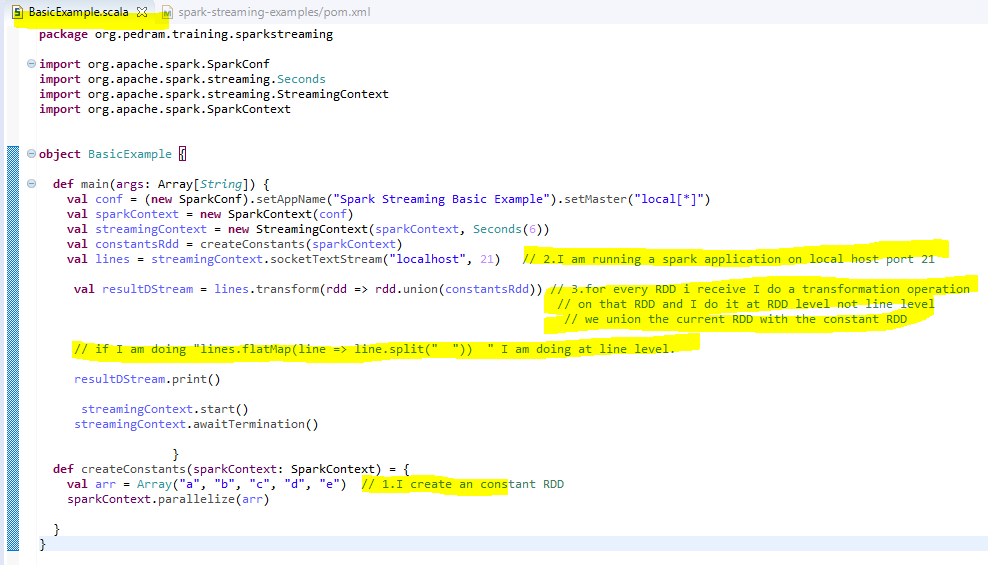 BasicExample.scala spark-streaming-examples/pom.xml
package org.pedram.training.sparkstreaming
import org.apache.spark.SparkConf
import org.apache.spark.streaming.Seconds
import org.apache.spark.streaming.StreamingContext
import org.apache.spark.SparkContext
object BasicExample {
def main(args: Array[String]) {
val conf = (new SparkConf).setAppName("Spark Streaming Basic Example").setMaster("local[*]")
val sparkContext = new SparkContext(conf)
val streamingContext = new StreamingContext(sparkContext, Seconds(6))
val constantsRdd = createConstants(sparkContext)
val lines = streamingContext.socketTextStream("localhost", 21) // 2.I am running a spark application on local host port 21
val resultDStream = lines.transform(rdd => rdd.union(constantsRdd)) // 3.for every RDD i receive I do a transformation operation
// on that RDD and I do it at RDD level not line level
// we union the current RDD with the constant RDD
// if I am doing "lines.flatMap(line => line.split("  "))  " I am doing at line level.
resultDStream.print()
streamingContext.start()
streamingContext.awaitTermination()
}
def createConstants(sparkContext: SparkContext) = {
val arr = Array("a", "b", "c", "d", "e") // 1.I create an constant RDD
sparkContext.parallelize(arr)
}
}